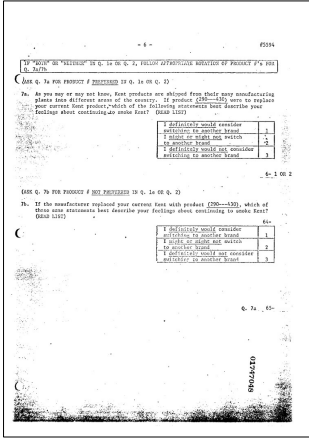 - 6 -
#5594
IF "BOTH" OR "NEITHER" IN Q. 1e OR Q. 2, FOLLOW APPROPRIATE ROTATION OF PRODUCT #'s FOR
Q. 7a/7b
(ASK Q. 7a FOR PRODUCT # PREFERRED IN Q. 1e OR Q. 2)
7a. As you may or may not know, Kent products are shipped from their many manufacturing
plants into different areas of the country. If product (290---430) were to replace
your current Kent product, which of the following statements best describe your
feelings about continuing to smoke Kent? (READ LIST)
I definitely would consider
switching to another brand 1
I might or might not switch
to another brand 2
I definitely would not consider
switching to another brand 3
6- 1 OR 2
(ASK Q. 7b FOR PRODUCT # NOT PREFERRED IN Q. 1e OR Q. 2)
7b. If the manufacturer replaced your current Kent with product (290---430), which of
these same statements best describe your feelings about continuing to smoke Kent?
(READ LIST)
64-
I definitely would consider
switching to another brand 1
I might or might not switch
to another brand 2
I definitely would not consider
switching to another brand 3
Q. 7a 65-
01747048